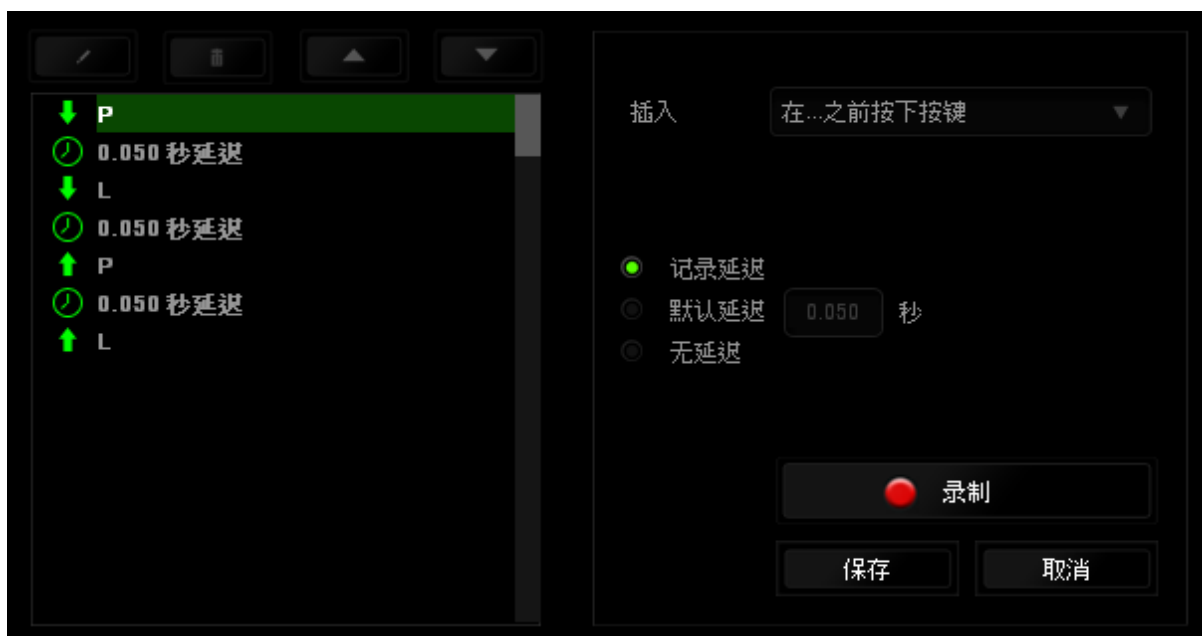 P
0.050 秒延迟
L
0.050 秒延迟
P
0.050 秒延迟
L
插入 在...之前按下按键
记录延迟
默认延迟 0.050 秒
无延迟
录制
保存 取消